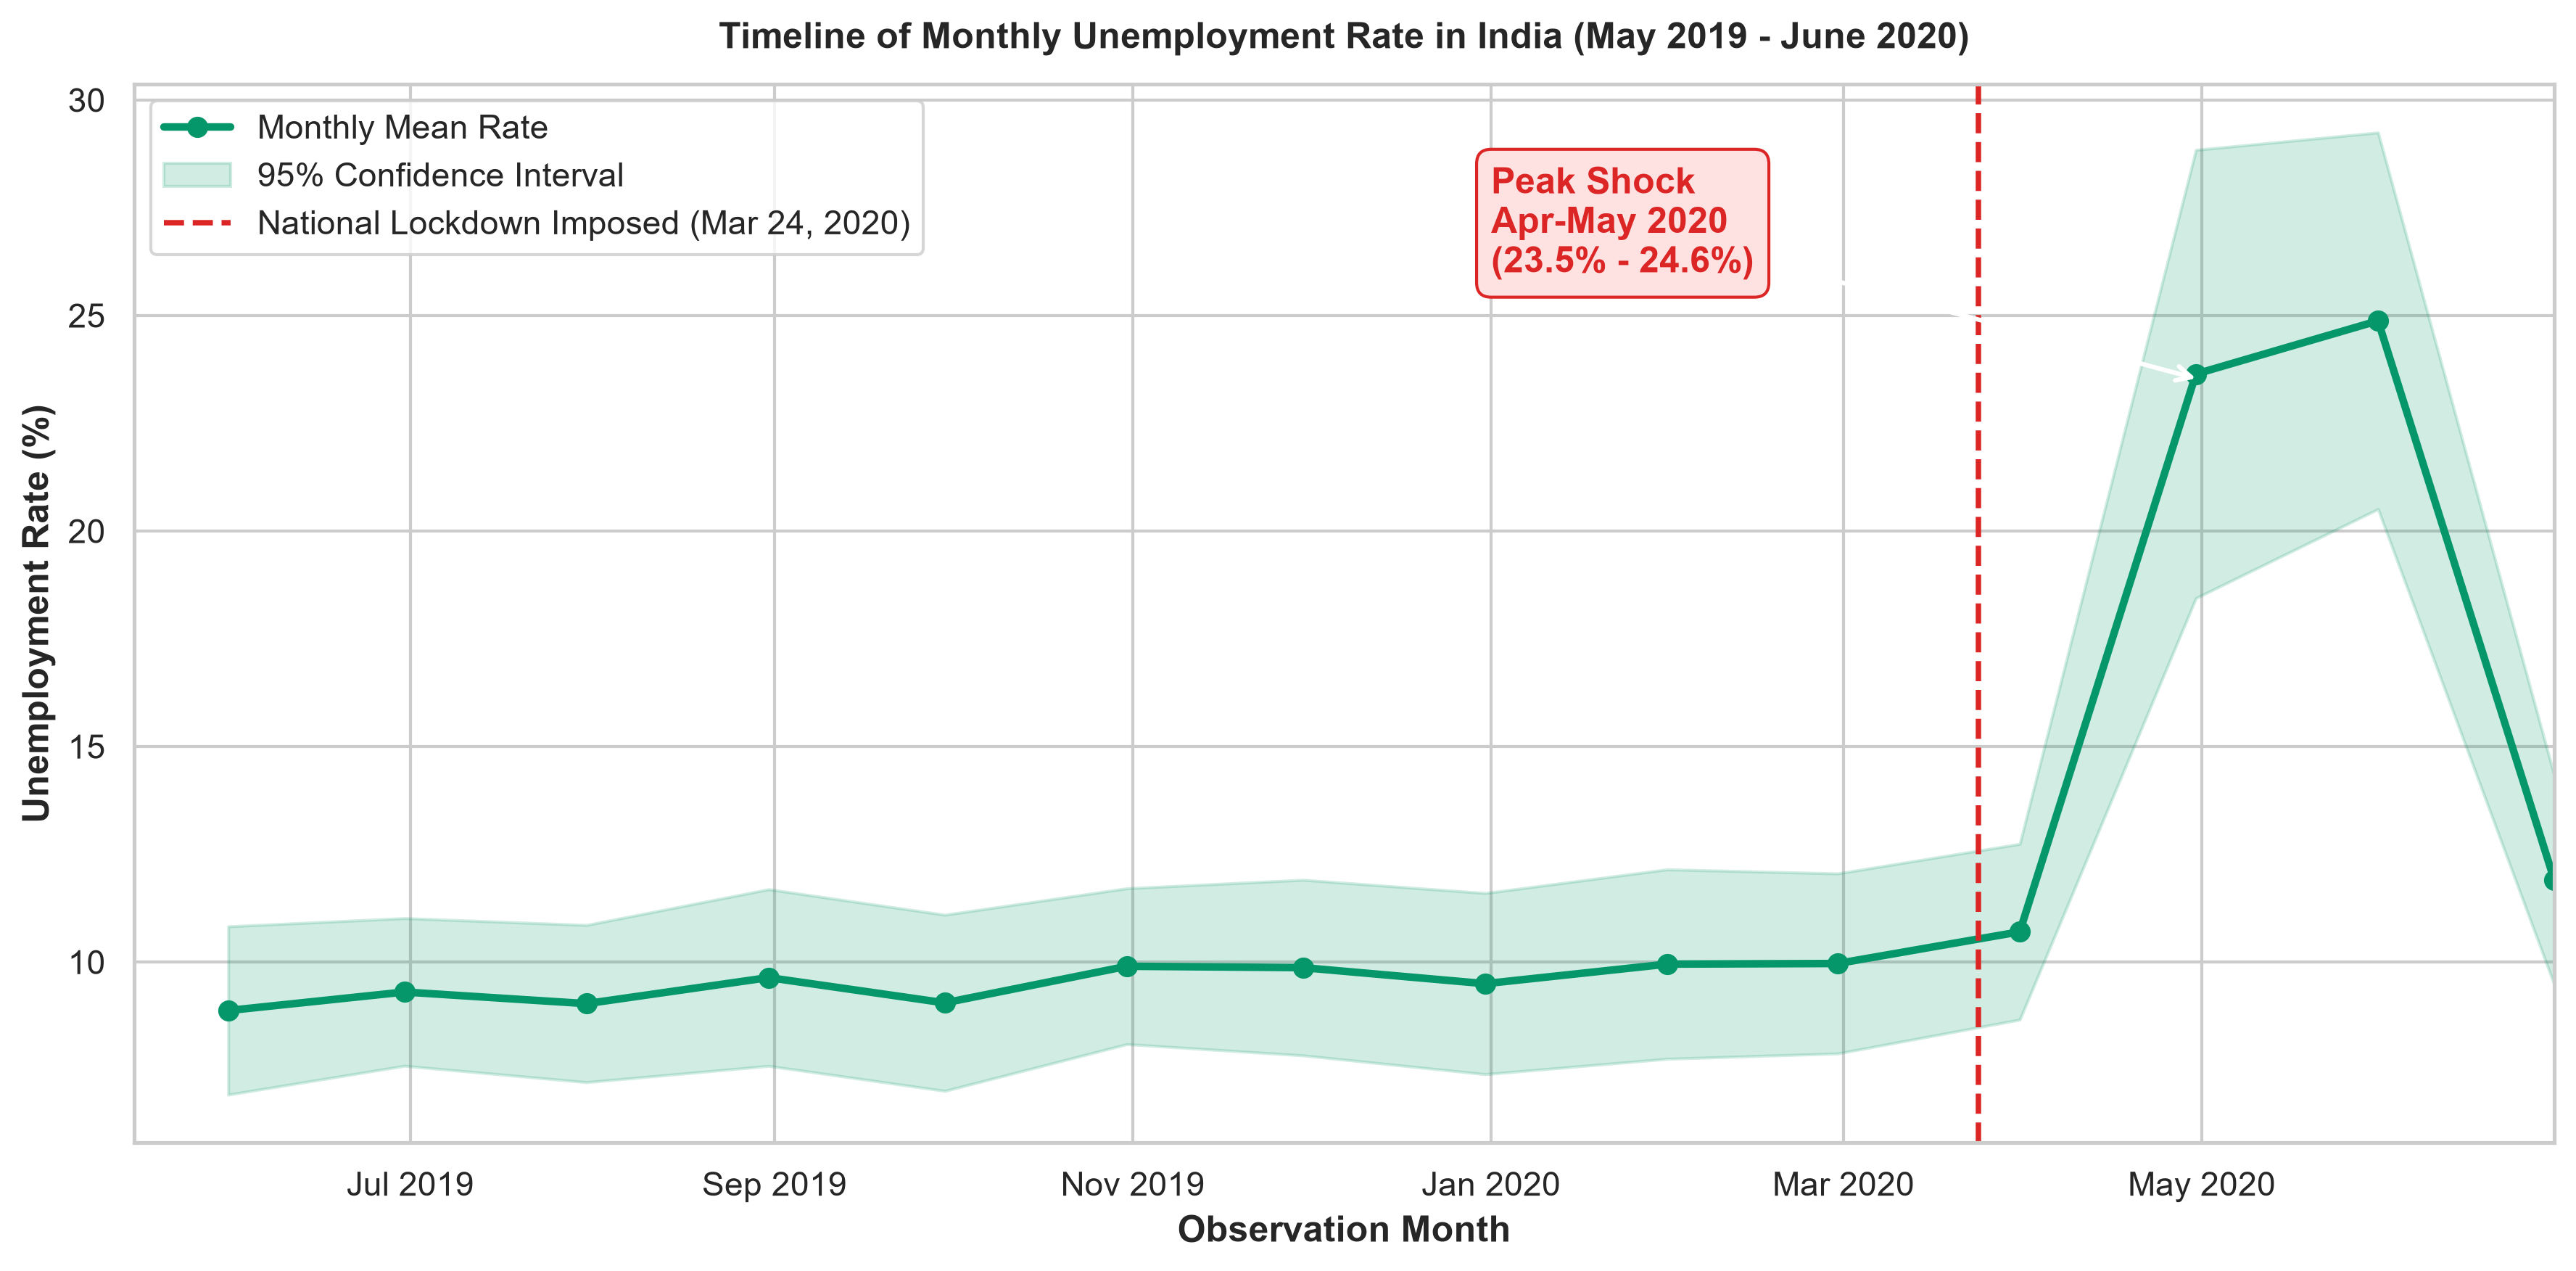 Timeline of Monthly Unemployment Rate in India (May 2019 - June 2020)
Monthly Mean Rate
95% Confidence Interval
National Lockdown Imposed (Mar 24, 2020)
Peak Shock
Apr-May 2020
(23.5% - 24.6%)
Unemployment Rate (%)
30
25
20
15
10
Jul 2019
Sep 2019
Nov 2019
Jan 2020
Mar 2020
May 2020
Observation Month